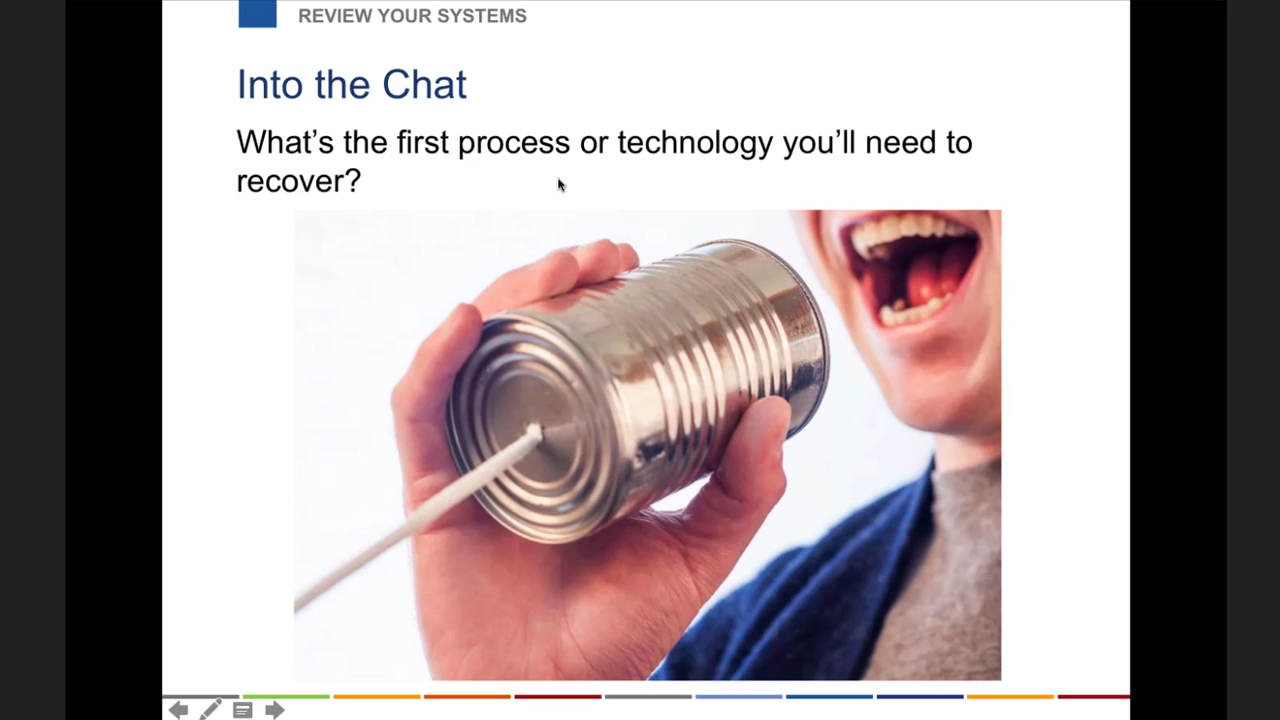 REVIEW YOUR SYSTEMS
Into the Chat
What’s the first process or technology you’ll need to
recover?